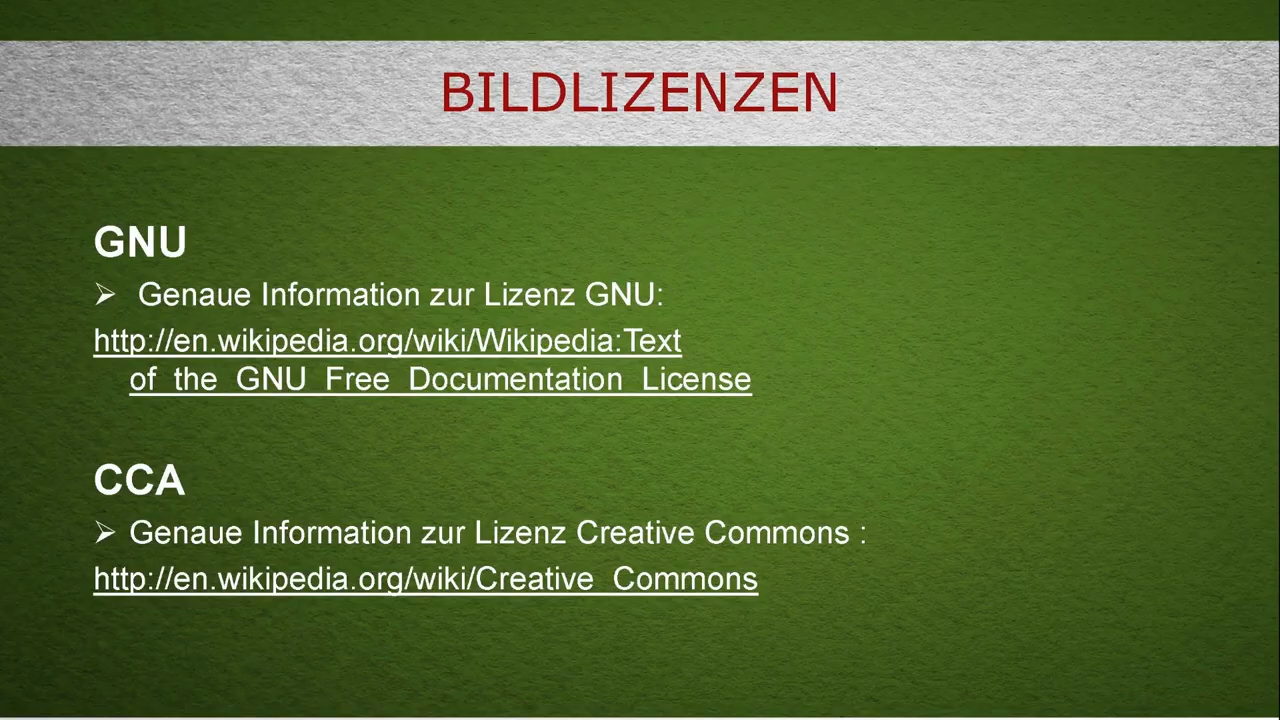 BILDLIZENZEN
GNU
➢ Genaue Information zur Lizenz GNU:
http://en.wikipedia.org/wiki/Wikipedia:Text
_of_the_GNU_Free_Documentation_License
CCA
➢ Genaue Information zur Lizenz Creative Commons :
http://en.wikipedia.org/wiki/Creative_Commons